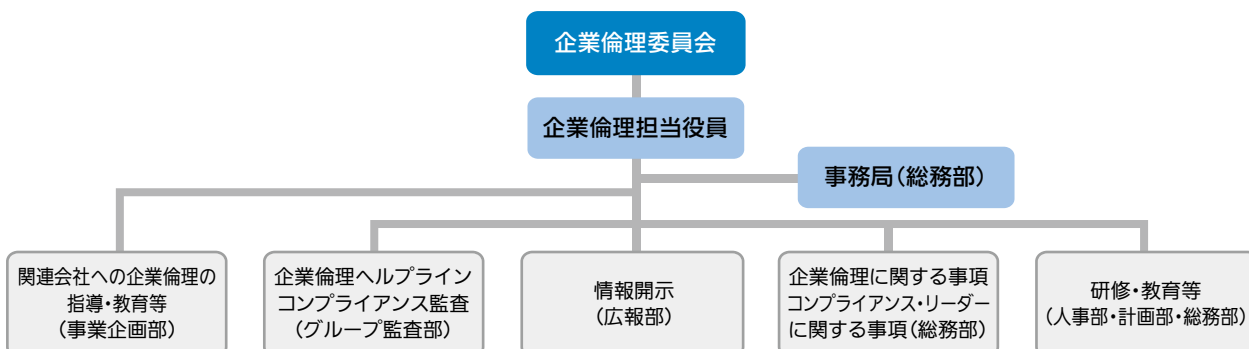 企業倫理委員会
企業倫理担当役員
事務局(総務部)
関連会社への企業倫理の
指導・教育等
(事業企画部)
企業倫理ヘルプライン
コンプライアンス監査
(グループ監査部)
情報開示
(広報部)
企業倫理に関する事項
コンプライアンス・リーダー
に関する事項(総務部)
研修・教育等
(人事部・計画部・総務部)